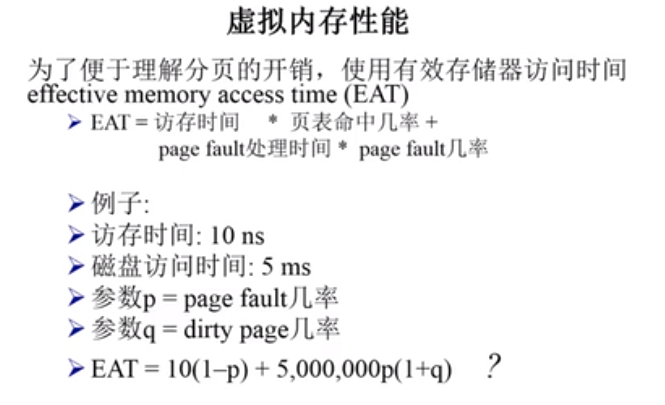 虚拟内存性能
为了便于理解分页的开销，使用有效存储器访问时间
effective memory access time (EAT)
➤ EAT = 访存时间 * 页表命中几率 +
page fault处理时间 * page fault几率
➤ 例子:
➤ 访存时间: 10 ns
➤ 磁盘访问时间: 5 ms
➤ 参数p = page fault几率
➤ 参数q = dirty page几率
➤ EAT = 10(1–p) + 5,000,000p(1+q) ?